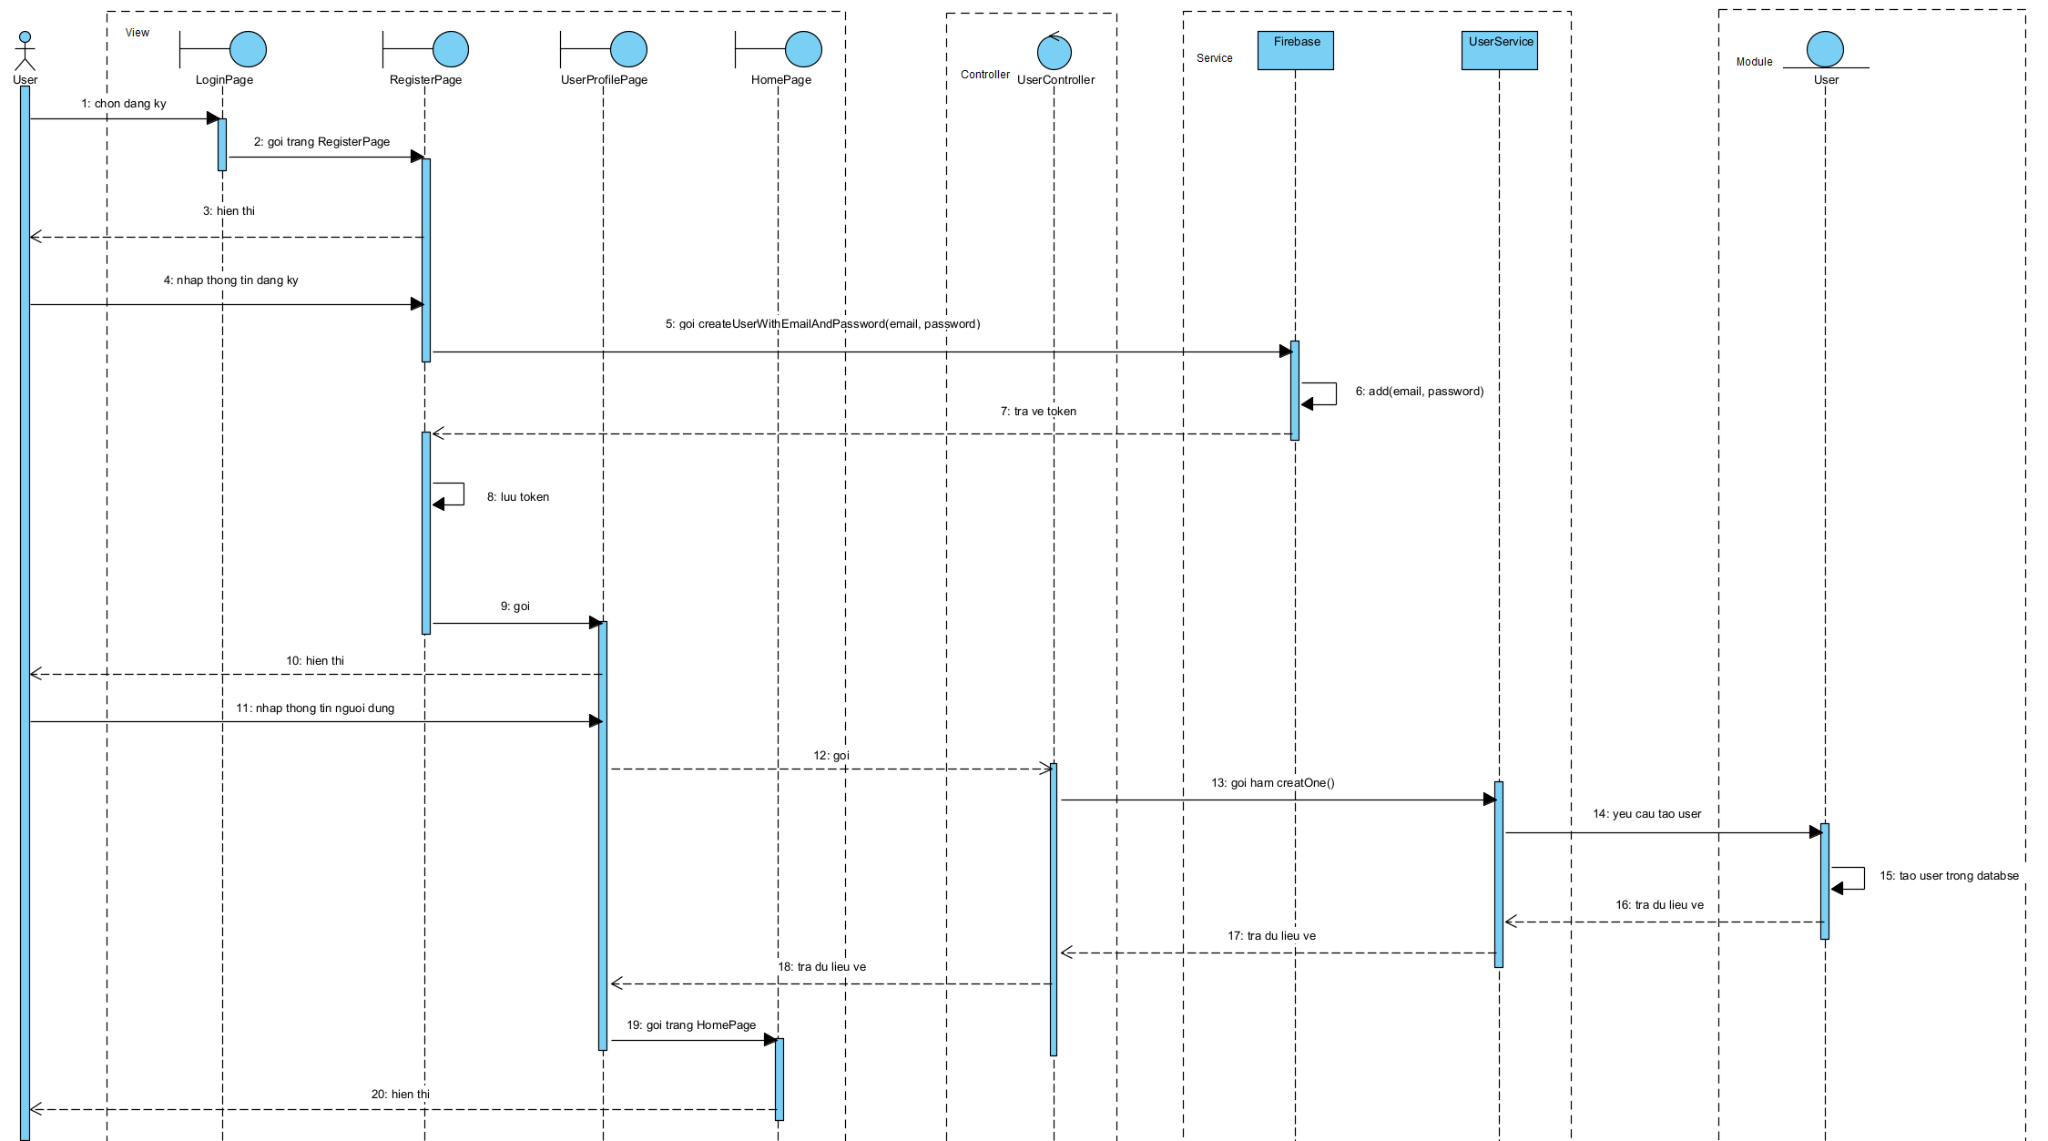 View
Controller
Service
Module
User
LoginPage
RegisterPage
UserProfilePage
HomePage
UserController
Firebase
UserService
User
1: chon dang ky
2: goi trang RegisterPage
3: hien thi
4: nhap thong tin dang ky
5: goi createUserWithEmailAndPassword(email, password)
6: add(email, password)
7: tra ve token
8: luu token
9: goi
10: hien thi
11: nhap thong tin nguoi dung
12: goi
13: goi ham creatOne()
14: yeu cau tao user
15: tao user trong databse
16: tra du lieu ve
17: tra du lieu ve
18: tra du lieu ve
19: goi trang HomePage
20: hien thi